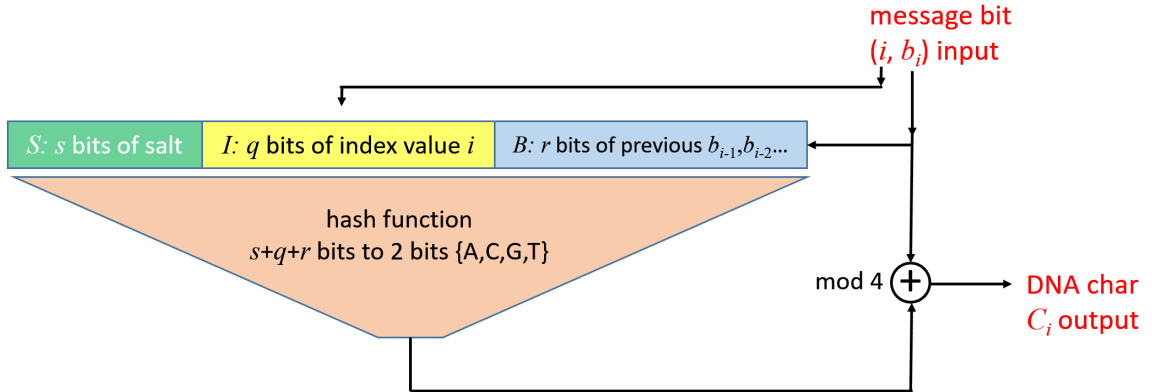 message bit
(i, bᵢ) input
S: s bits of salt
I: q bits of index value i
B: r bits of previous bᵢ₋₁,bᵢ₋₂...
hash function
s+q+r bits to 2 bits {A,C,G,T}
mod 4 +
DNA char
Cᵢ output